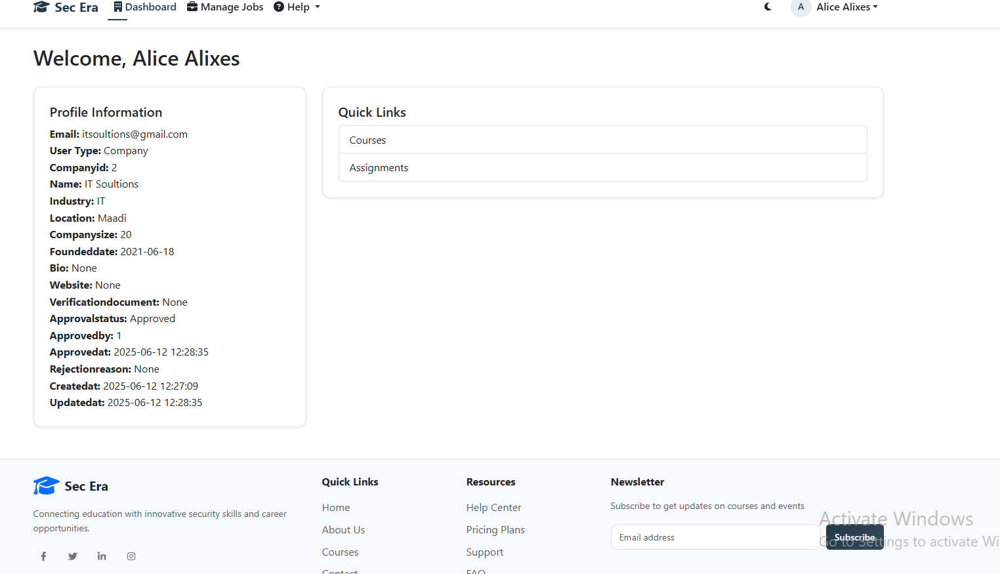 Sec Era
Dashboard
Manage Jobs
Help
A
Alice Alixes
Welcome, Alice Alixes
Profile Information
Email: itsoultions@gmail.com
User Type: Company
Companyid: 2
Name: IT Soultions
Industry: IT
Location: Maadi
Companysize: 20
Foundeddate: 2021-06-18
Bio: None
Website: None
Verificationdocument: None
Approvalstatus: Approved
Approvedby: 1
Approvedat: 2025-06-12 12:28:35
Rejectionreason: None
Createdat: 2025-06-12 12:27:09
Updatedat: 2025-06-12 12:28:35
Quick Links
Courses
Assignments
Sec Era
Connecting education with innovative security skills and career
opportunities.
Quick Links
Home
About Us
Courses
Contact
Resources
Help Center
Pricing Plans
Support
FAQ
Newsletter
Subscribe to get updates on courses and events
Email address
Subscribe
Activate Windows
Go to Settings to activate Wi